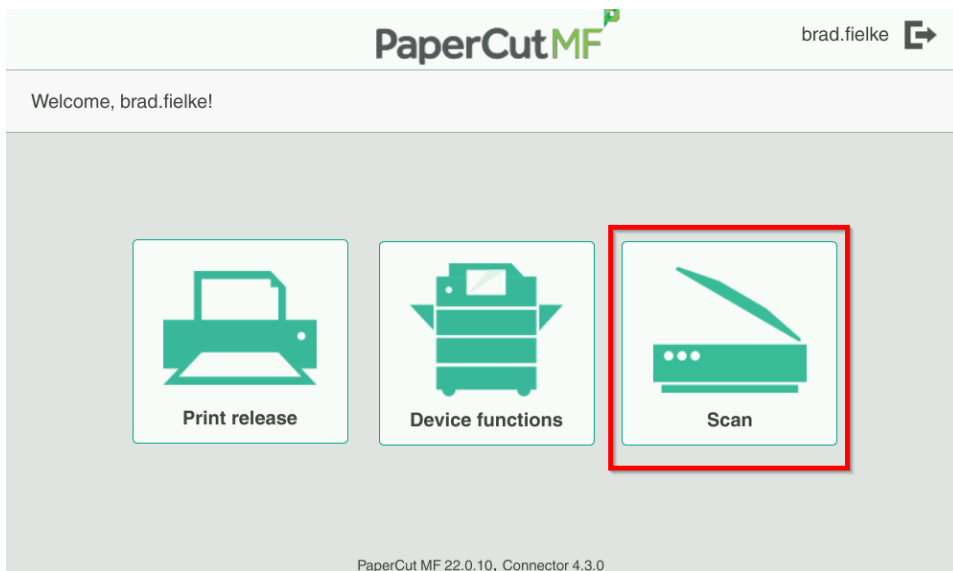 PaperCutMF
brad.fielke
Welcome, brad.fielke!
Print release
Device functions
Scan
PaperCut MF 22.0.10, Connector 4.3.0